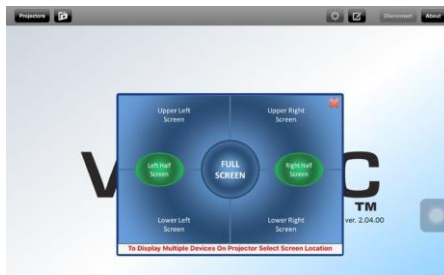 Projectors
Disconnect
About
Upper Left
Screen
Upper Right
Screen
Left Half
Screen
FULL
SCREEN
Right Half
Screen
V
C
TM
ver. 2.04.00
Lower Left
Screen
Lower Right
Screen
To Display Multiple Devices On Projector Select Screen Location